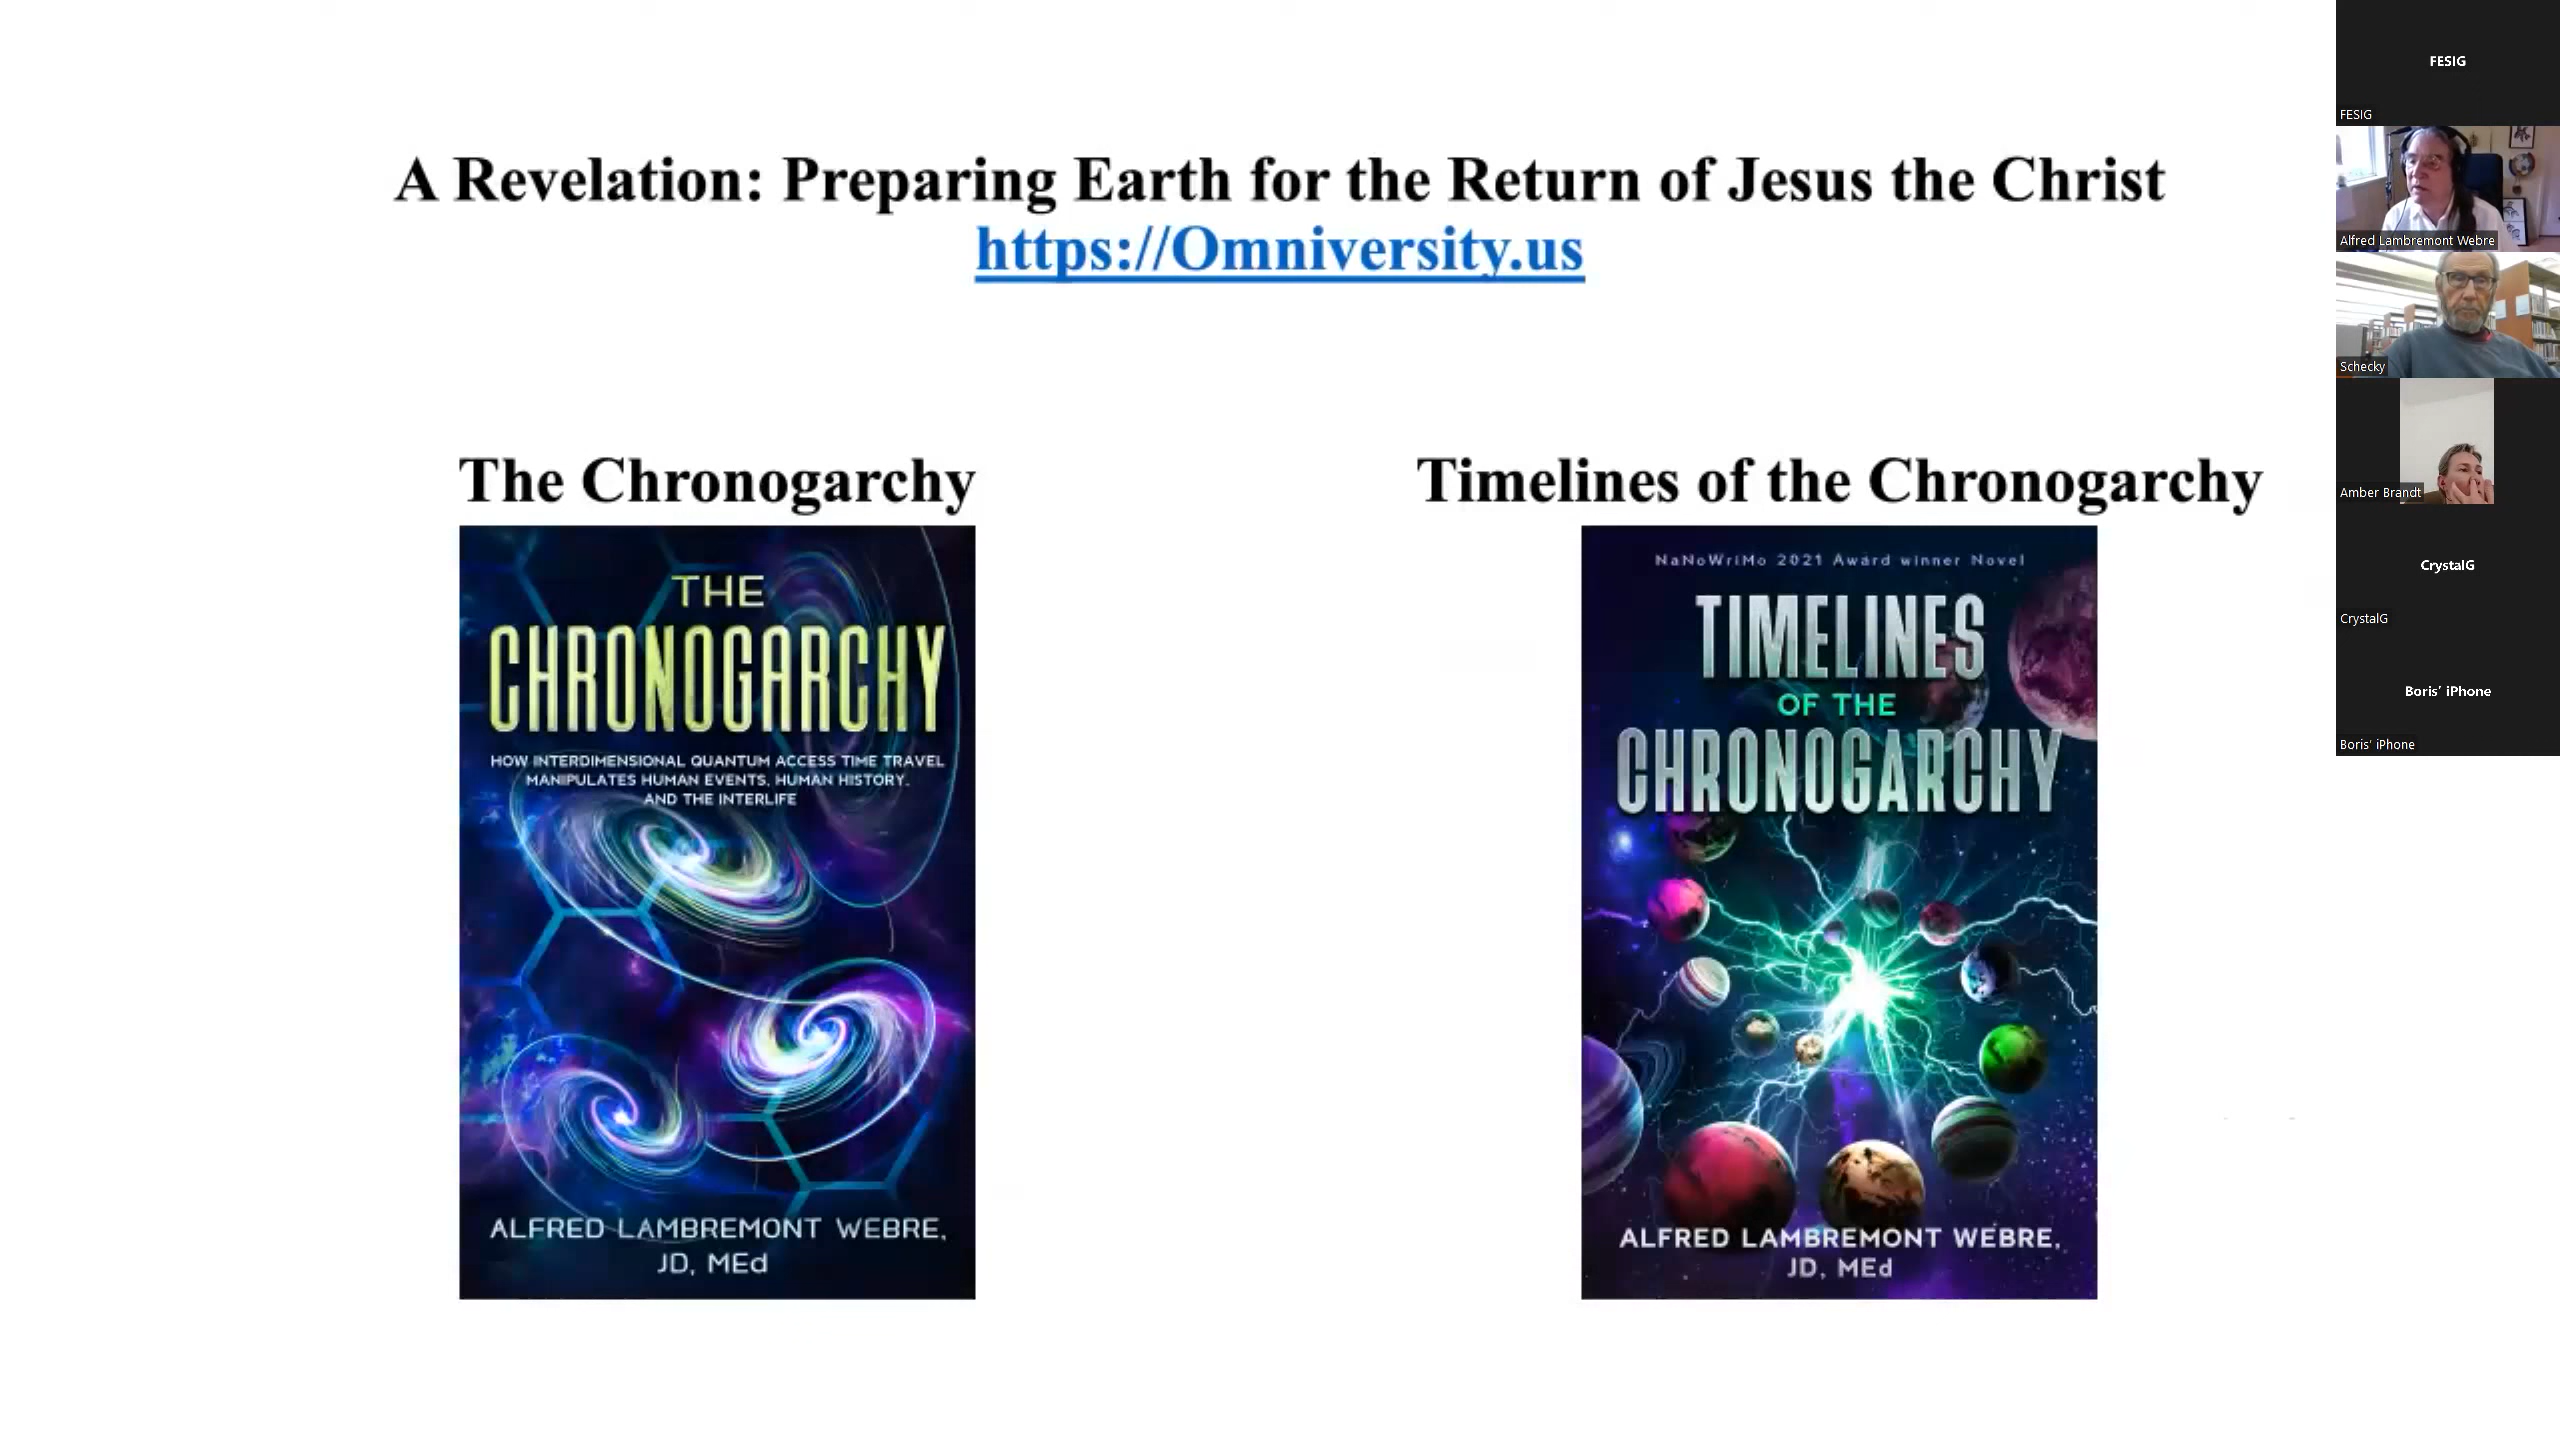 A Revelation: Preparing Earth for the Return of Jesus the Christ
https://Omniversity.us
The Chronogarchy
THE
CHRONOGARCHY
HOW INTERDIMENSIONAL QUANTUM ACCESS TIME TRAVEL
MANIPULATES HUMAN EVENTS, HUMAN HISTORY,
AND THE INTERLIFE
ALFRED LAMBREMONT WEBRE,
JD, MEd
Timelines of the Chronogarchy
NaNoWriMo 2021 Award winner Novel
TIMELINES
OF THE
CHRONOGARCHY
ALFRED LAMBREMONT WEBRE,
JD, MEd
FESIG
FESIG
Alfred Lambremont Webre
Schecky
Amber Brandt
CrystalG
CrystalG
Boris’ iPhone
Boris’ iPhone